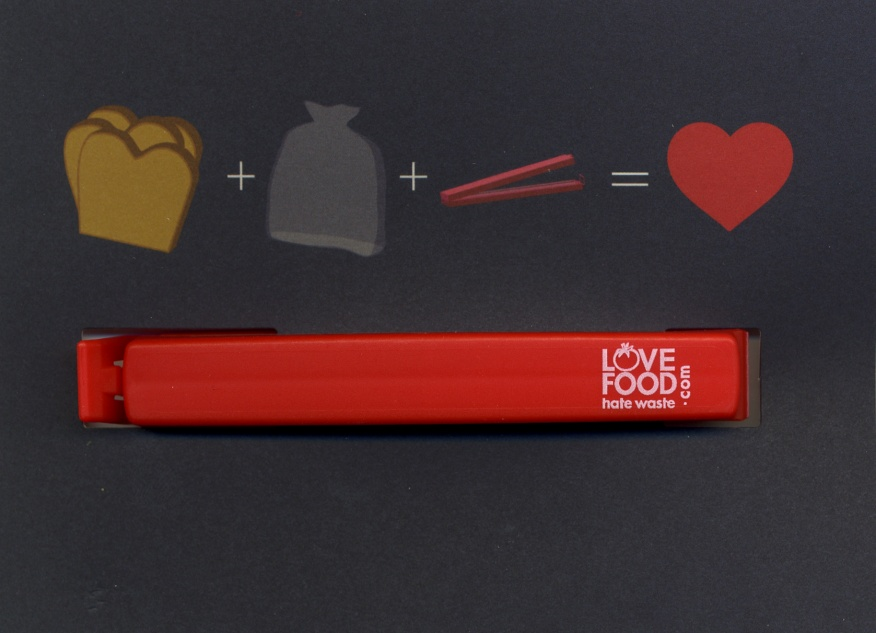 + + =
LOVE
FOOD
hate waste
.com